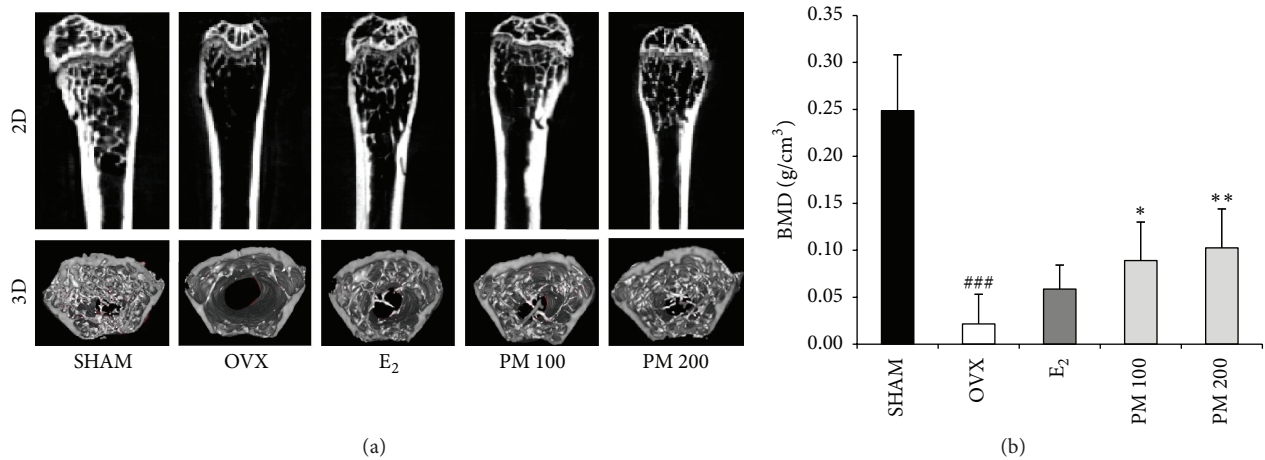 (a)
2D
3D
SHAM
OVX
E₂
PM 100
PM 200
(b)
BMD (g/cm³)
0.35
0.30
0.25
0.20
0.15
0.10
0.05
0.00
###
*
**
SHAM
OVX
E₂
PM 100
PM 200